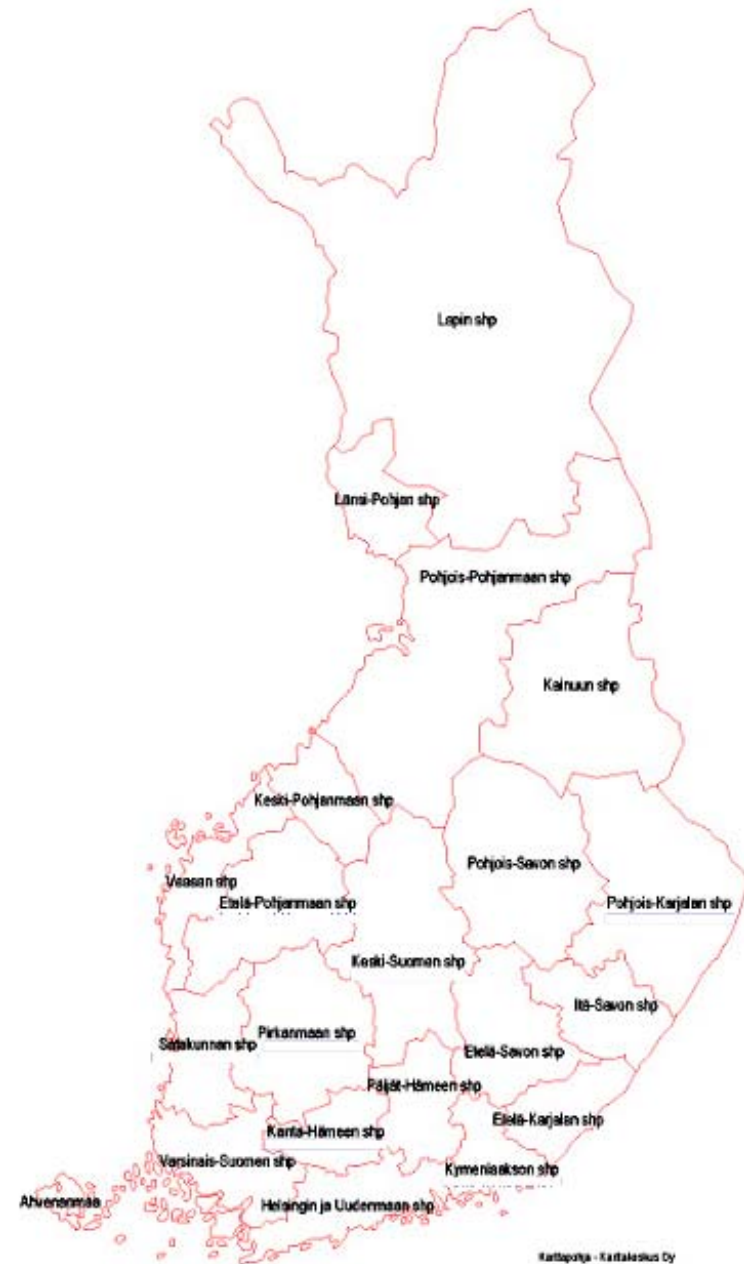 Lapin shp
Länsi-Pohjan shp
Pohjois-Pohjanmaan shp
Kainuun shp
Keski-Pohjanmaan shp
Pohjois-Savon shp
Vaasan shp
Etelä-Pohjanmaan shp
Pohjois-Karjalan shp
Keski-Suomen shp
Itä-Savon shp
Pirkanmaan shp
Satakunnan shp
Etelä-Savon shp
Päijät-Hämeen shp
Etelä-Karjalan shp
Kanta-Hämeen shp
Varsinais-Suomen shp
Kymenlaakson shp
Ahvenanmaa
Helsingin ja Uudenmaan shp
Karttapohja - Karttakeskus Oy